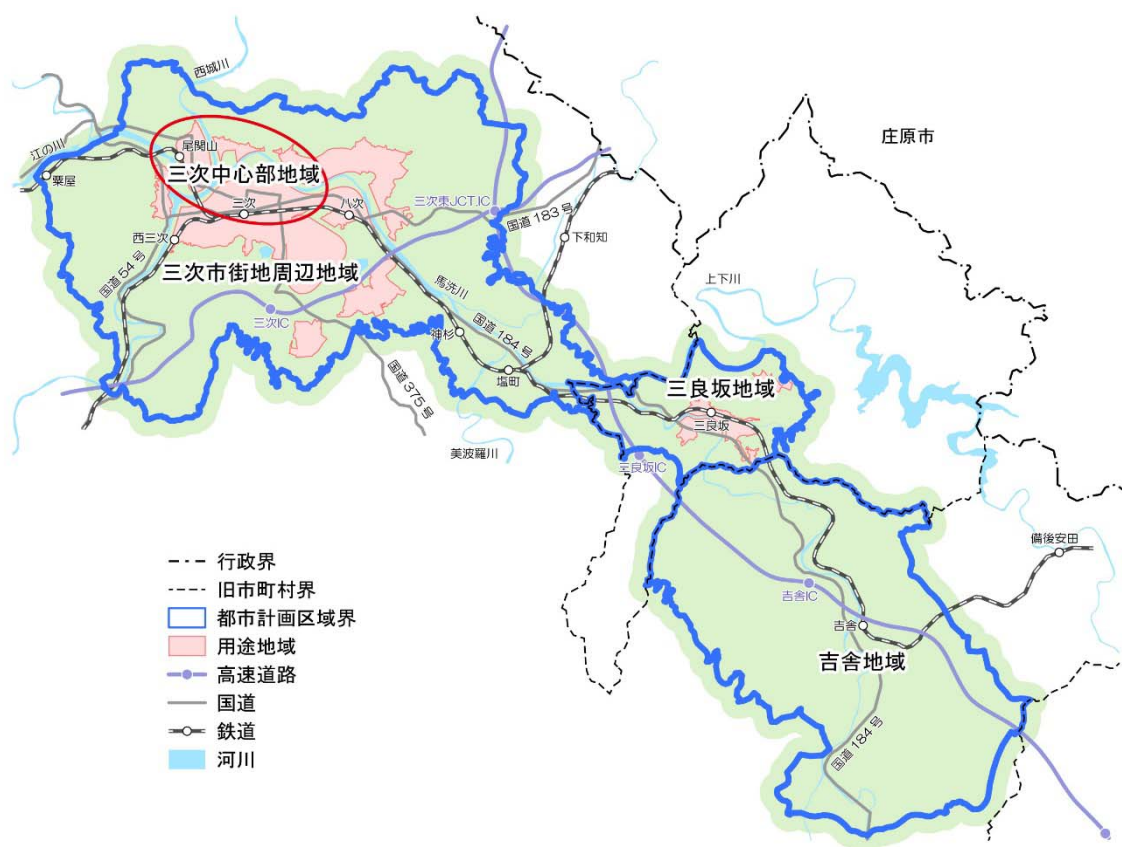 西城川
庄原市
江の川
尾関山
粟屋
三次中心部地域
三次
八次
三次東JCT.IC
国道183号
西三次
下和知
国道54号
三次市街地周辺地域
馬洗川
上下川
三次IC
神杉
国道184号
塩町
国道375号
三良坂地域
三良坂
美波羅川
三良坂IC
備後安田
吉舎IC
吉舎
吉舎地域
国道184号
行政界
旧市町村界
都市計画区域界
用途地域
高速道路
国道
鉄道
河川